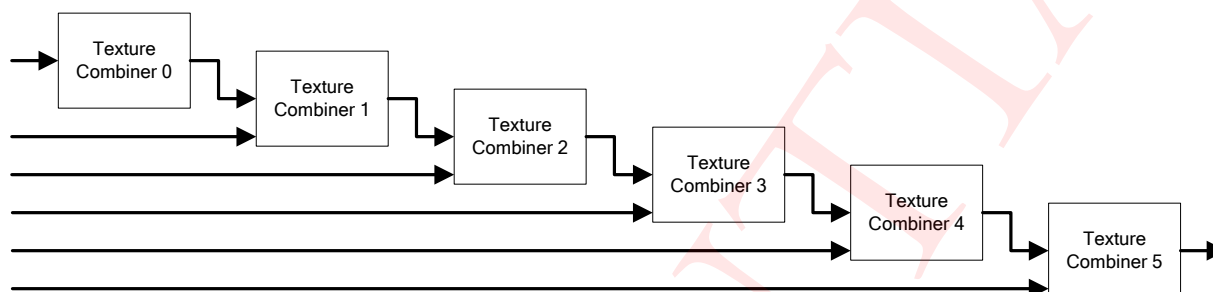 Texture
Combiner 0
Texture
Combiner 1
Texture
Combiner 2
Texture
Combiner 3
Texture
Combiner 4
Texture
Combiner 5